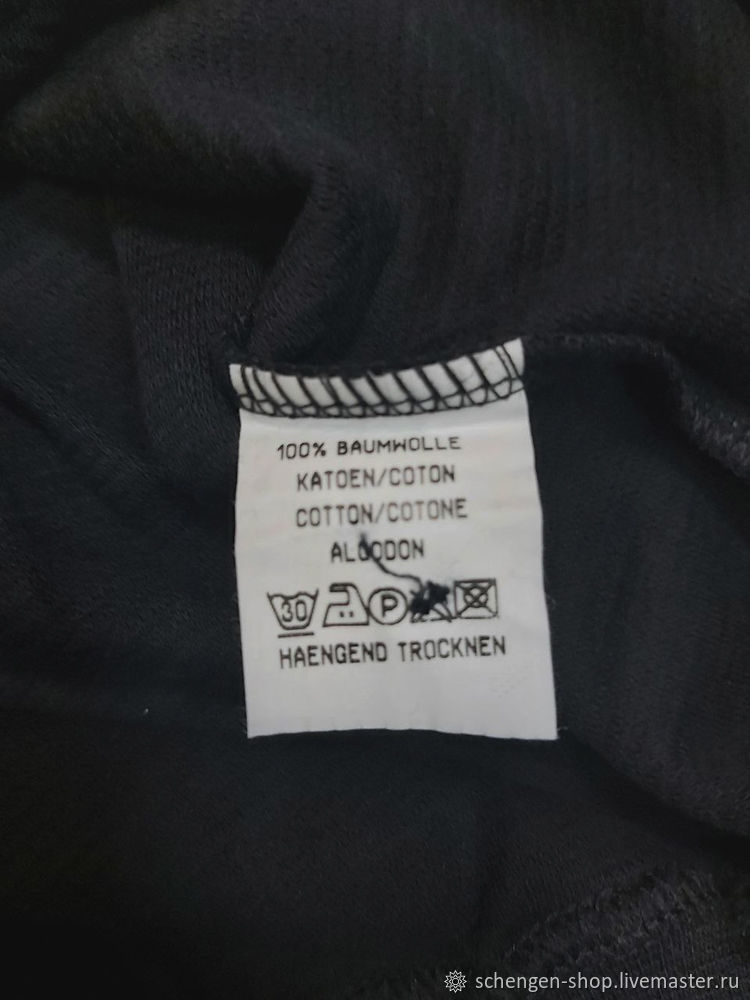 100% BAUMWOLLE
KATOEN/COTON
COTTON/COTONE
ALGODON
30 P
HAENGEND TROCKNEN
schengen-shop.livemaster.ru